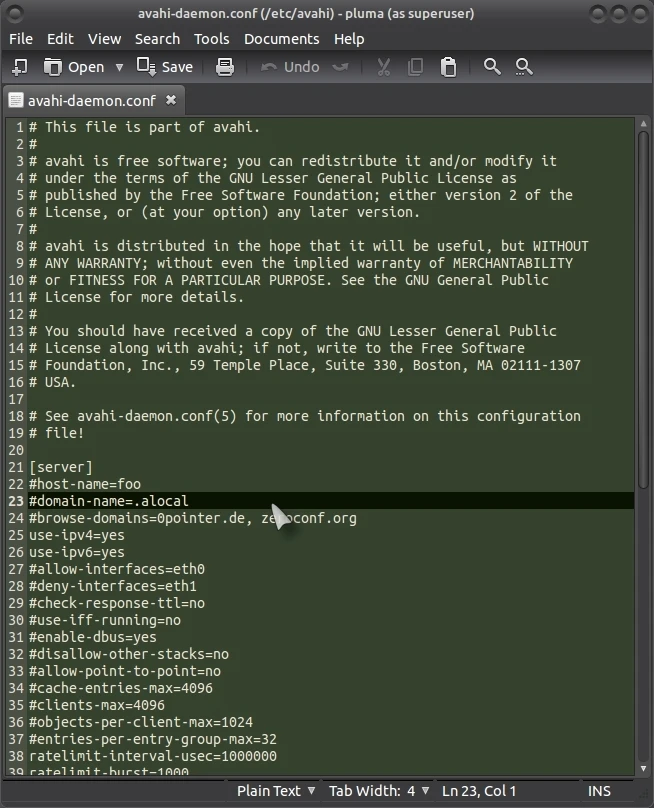 avahi-daemon.conf (/etc/avahi) - pluma (as superuser)
File Edit View Search Tools Documents Help
Open Save Undo
avahi-daemon.conf
1 # This file is part of avahi.
2 #
3 # avahi is free software; you can redistribute it and/or modify it
4 # under the terms of the GNU Lesser General Public License as
5 # published by the Free Software Foundation; either version 2 of the
6 # License, or (at your option) any later version.
7 #
8 # avahi is distributed in the hope that it will be useful, but WITHOUT
9 # ANY WARRANTY; without even the implied warranty of MERCHANTABILITY
10 # or FITNESS FOR A PARTICULAR PURPOSE. See the GNU General Public
11 # License for more details.
12 #
13 # You should have received a copy of the GNU Lesser General Public
14 # License along with avahi; if not, write to the Free Software
15 # Foundation, Inc., 59 Temple Place, Suite 330, Boston, MA 02111-1307
16 # USA.
17
18 # See avahi-daemon.conf(5) for more information on this configuration
19 # file!
20
21 [server]
22 #host-name=foo
23 #domain-name=.alocal
24 #browse-domains=0pointer.de, zeroconf.org
25 use-ipv4=yes
26 use-ipv6=yes
27 #allow-interfaces=eth0
28 #deny-interfaces=eth1
29 #check-response-ttl=no
30 #use-iff-running=no
31 #enable-dbus=yes
32 #disallow-other-stacks=no
33 #allow-point-to-point=no
34 #cache-entries-max=4096
35 #clients-max=4096
36 #objects-per-client-max=1024
37 #entries-per-entry-group-max=32
38 ratelimit-interval-usec=1000000
39 ratelimit-burst=1000
Plain Text Tab Width: 4 Ln 23, Col 1 INS